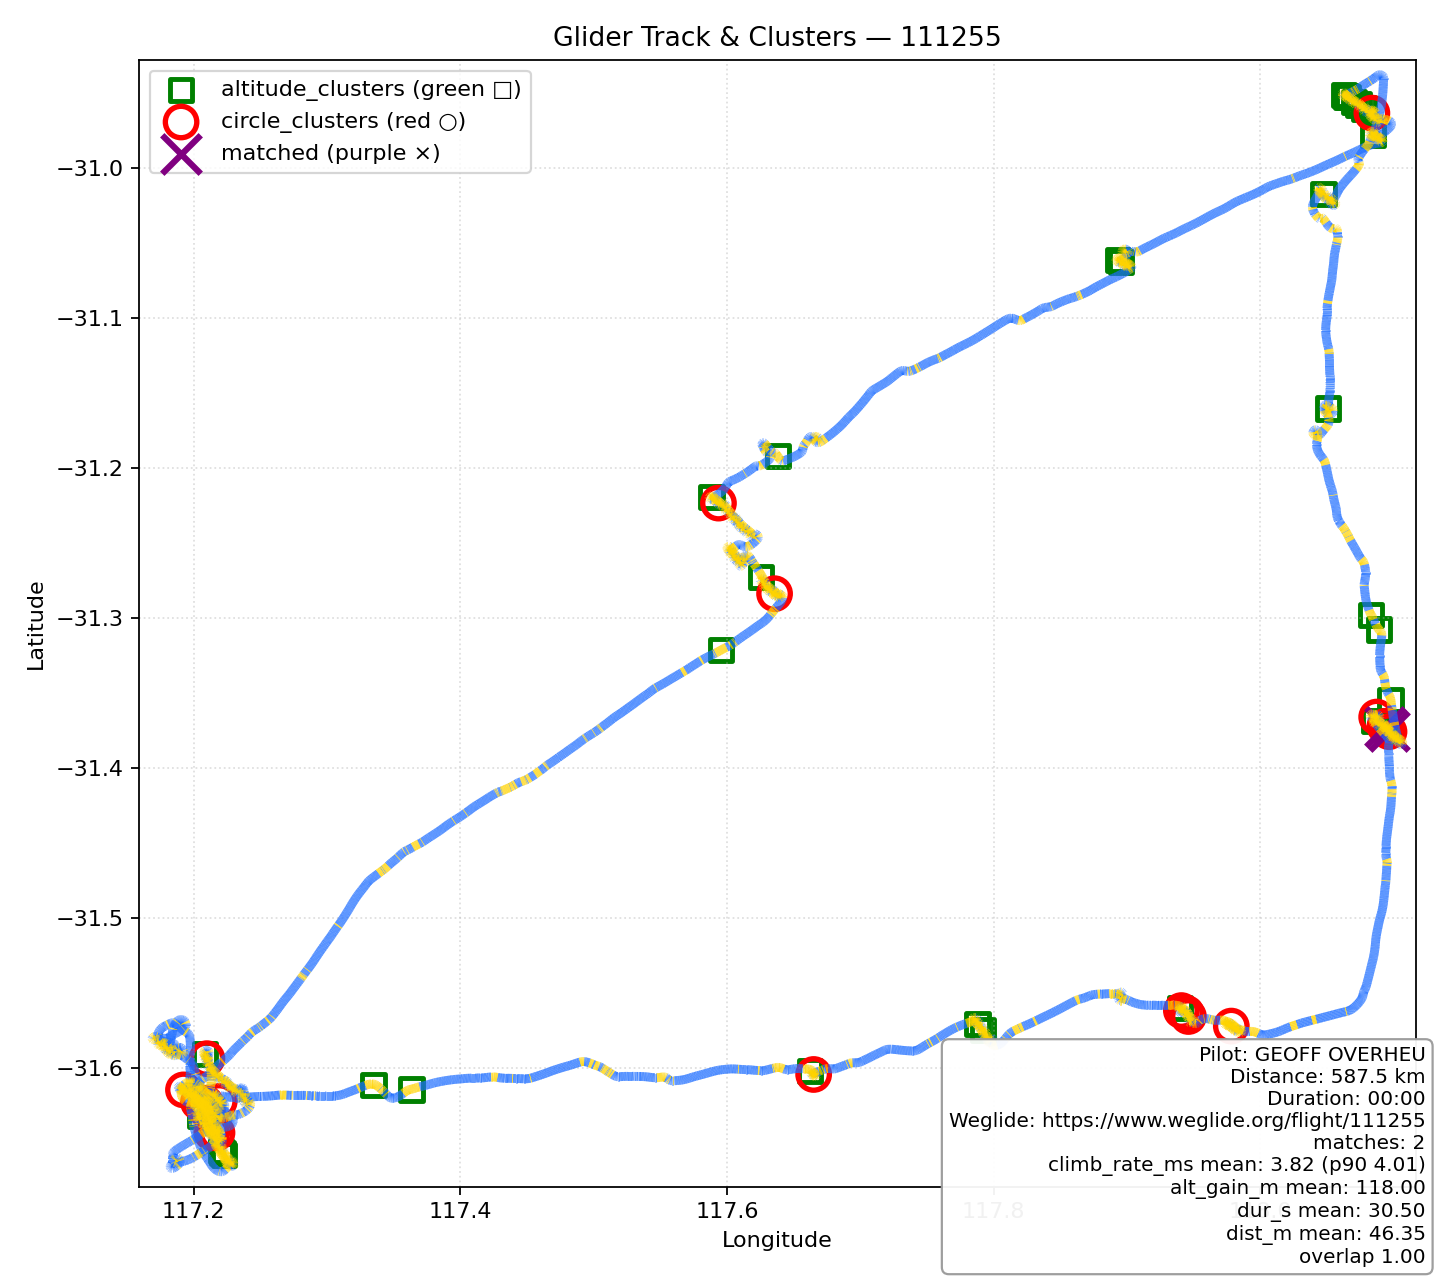 Glider Track & Clusters — 111255
altitude_clusters (green □)
circle_clusters (red ○)
matched (purple ×)
Latitude
−31.0
−31.1
−31.2
−31.3
−31.4
−31.5
−31.6
117.2
117.4
117.6
117.8
Longitude
Pilot: GEOFF OVERHEU
Distance: 587.5 km
Duration: 00:00
Weglide: https://www.weglide.org/flight/111255
matches: 2
climb_rate_ms mean: 3.82 (p90 4.01)
alt_gain_m mean: 118.00
dur_s mean: 30.50
dist_m mean: 46.35
overlap 1.00